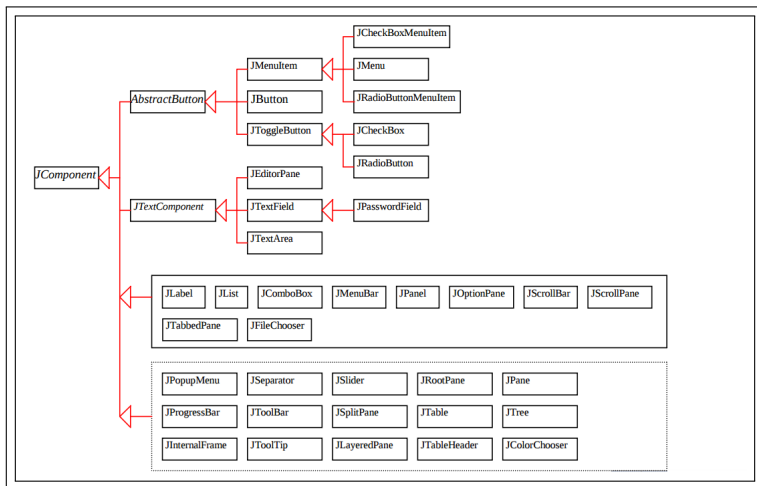 JCheckBoxMenuItem
JMenuItem
JMenu
AbstractButton
JButton
JRadioButtonMenuItem
JToggleButton
JCheckBox
JRadioButton
JComponent
JEditorPane
JTextComponent
JTextField
JPasswordField
JTextArea
JLabel
JList
JComboBox
JMenuBar
JPanel
JOptionPane
JScrollBar
JScrollPane
JTabbedPane
JFileChooser
JPopupMenu
JSeparator
JSlider
JRootPane
JPane
JProgressBar
JToolBar
JSplitPane
JTable
JTree
JInternalFrame
JToolTip
JLayeredPane
JTableHeader
JColorChooser